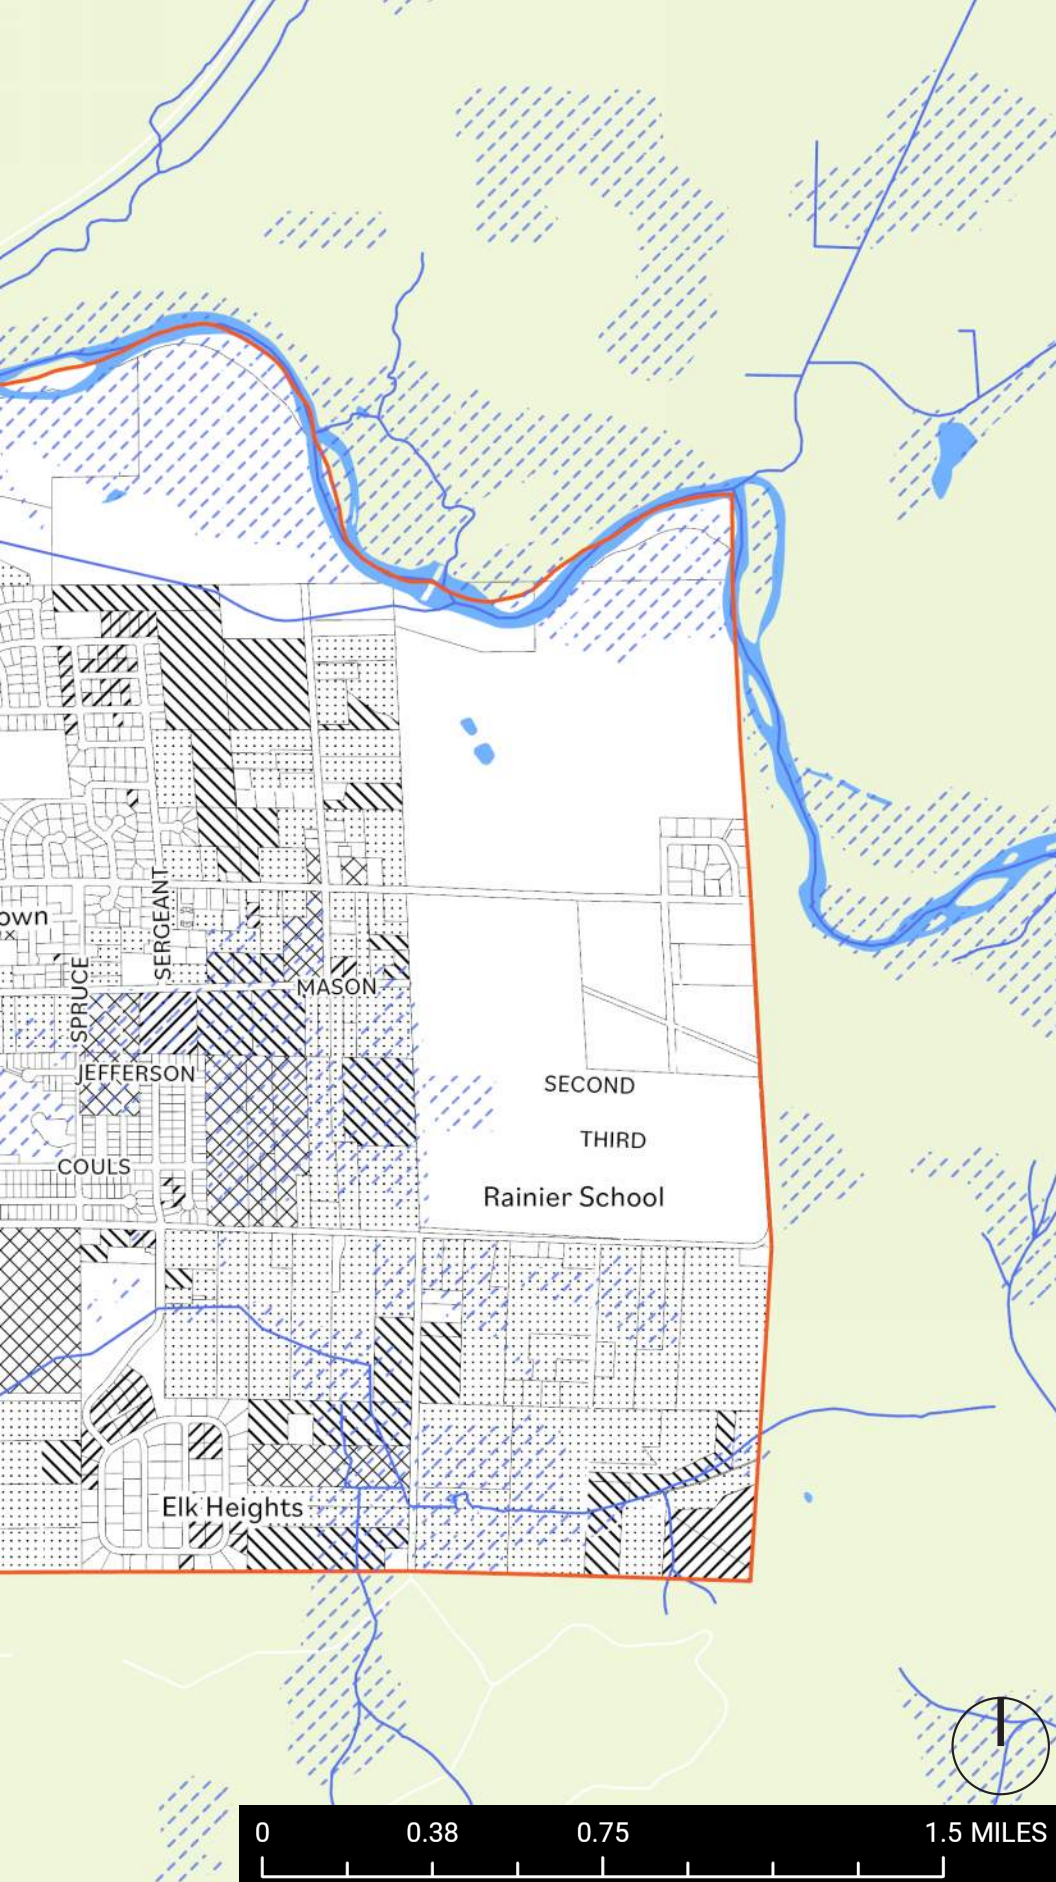 SERGEANT
own
SPRUCE
MASON
JEFFERSON
SECOND
THIRD
COULS
Rainier School
Elk Heights
0 0.38 0.75 1.5 MILES